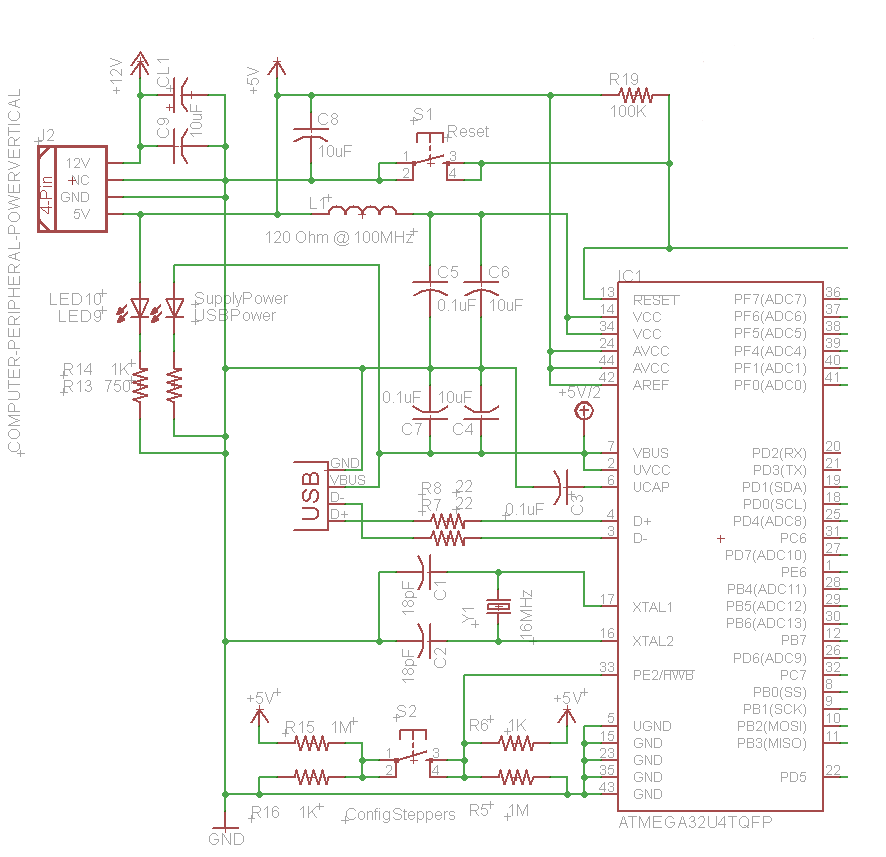 +12V
CL1
C9
10uF
+5V
C8
10uF
S1
Reset
1
2
3
4
R19
100K
COMPUTER-PERIPHERAL-POWERVERTICAL
J2
4-Pin
12V
NC
GND
5V
L1
120 Ohm @ 100MHz
C5
0.1uF
C6
10uF
LED10
LED9
SupplyPower
USBPower
R14 1K
R13 750
0.1uF
C7
10uF
C4
+5V/2
USB
GND
VBUS
D-
D+
R8 22
R7 22
0.1uF
C3
18pF
C1
18pF
C2
Y1
16MHz
+5V
R15 1M
R16 1K
S2
1
2
3
4
ConfigSteppers
R6 1K
R5 1M
+5V
GND
IC1
13 RESET
14 VCC
34 VCC
24 AVCC
44 AVCC
42 AREF
7 VBUS
2 UVCC
6 UCAP
4 D+
3 D-
17 XTAL1
16 XTAL2
33 PE2/HWB
5 UGND
15 GND
23 GND
35 GND
43 GND
PF7(ADC7) 36
PF6(ADC6) 37
PF5(ADC5) 38
PF4(ADC4) 39
PF1(ADC1) 40
PF0(ADC0) 41
PD2(RX) 20
PD3(TX) 21
PD1(SDA) 19
PD0(SCL) 18
PD4(ADC8) 25
PC6 31
PD7(ADC10) 27
PE6 1
PB4(ADC11) 28
PB5(ADC12) 29
PB6(ADC13) 30
PB7 12
PD6(ADC9) 26
PC7 32
PB0(SS) 8
PB1(SCK) 9
PB2(MOSI) 10
PB3(MISO) 11
PD5 22
ATMEGA32U4TQFP